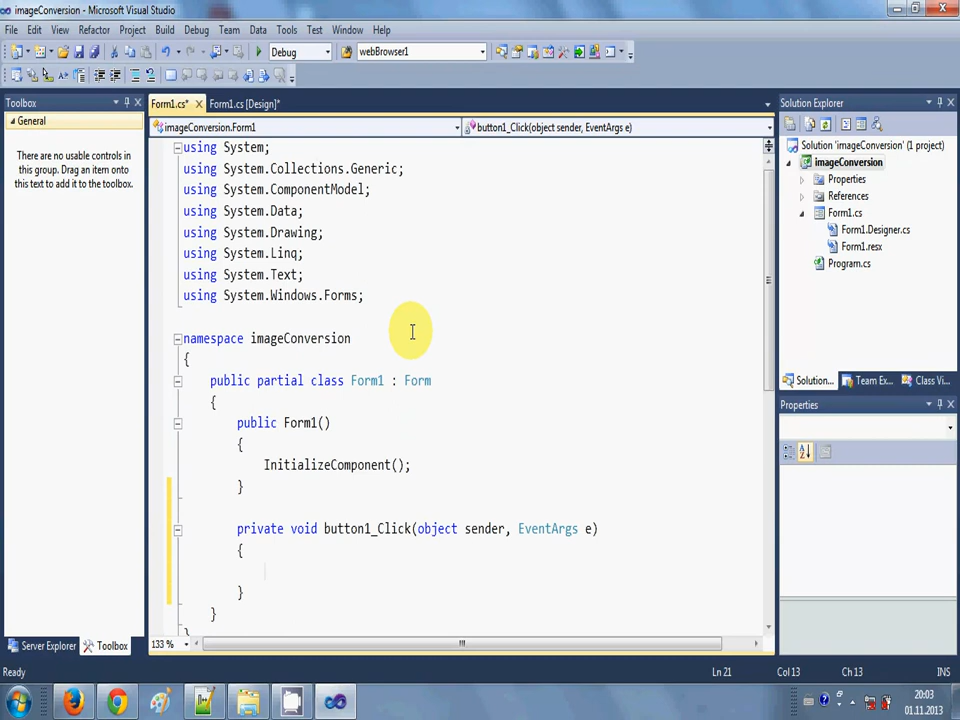 imageConversion - Microsoft Visual Studio
File Edit View Refactor Project Build Debug Team Data Tools Test Window Help
Debug webBrowser1
Toolbox
General
There are no usable controls in this group. Drag an item onto this text to add it to the toolbox.
Server Explorer Toolbox
Form1.cs* Form1.cs [Design]*
imageConversion.Form1 button1_Click(object sender, EventArgs e)
using System;
using System.Collections.Generic;
using System.ComponentModel;
using System.Data;
using System.Drawing;
using System.Linq;
using System.Text;
using System.Windows.Forms;
namespace imageConversion
{
public partial class Form1 : Form
{
public Form1()
{
InitializeComponent();
}
private void button1_Click(object sender, EventArgs e)
{
}
}
}
133 %
Solution Explorer
Solution 'imageConversion' (1 project)
imageConversion
Properties
References
Form1.cs
Form1.Designer.cs
Form1.resx
Program.cs
Solution... Team Ex... Class Vi...
Properties
Ready Ln 21 Col 13 Ch 13 INS
20:03
01.11.2013